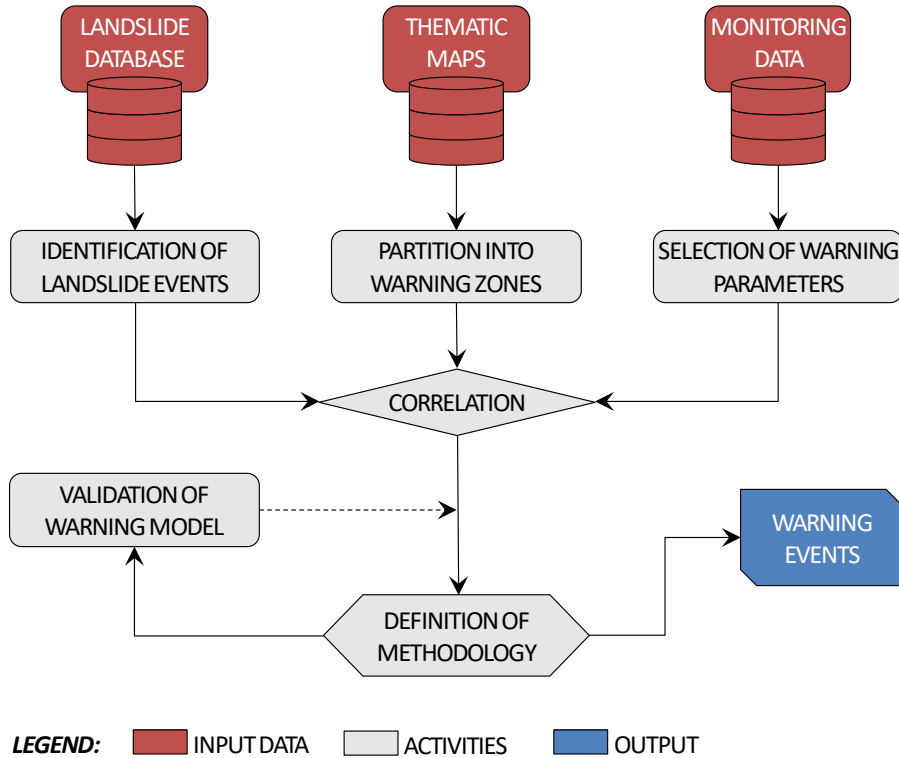 LANDSLIDE
DATABASE
THEMATIC
MAPS
MONITORING
DATA
IDENTIFICATION OF
LANDSLIDE EVENTS
PARTITION INTO
WARNING ZONES
SELECTION OF WARNING
PARAMETERS
CORRELATION
VALIDATION OF
WARNING MODEL
WARNING
EVENTS
DEFINITION OF
METHODOLOGY
LEGEND: INPUT DATA ACTIVITIES OUTPUT